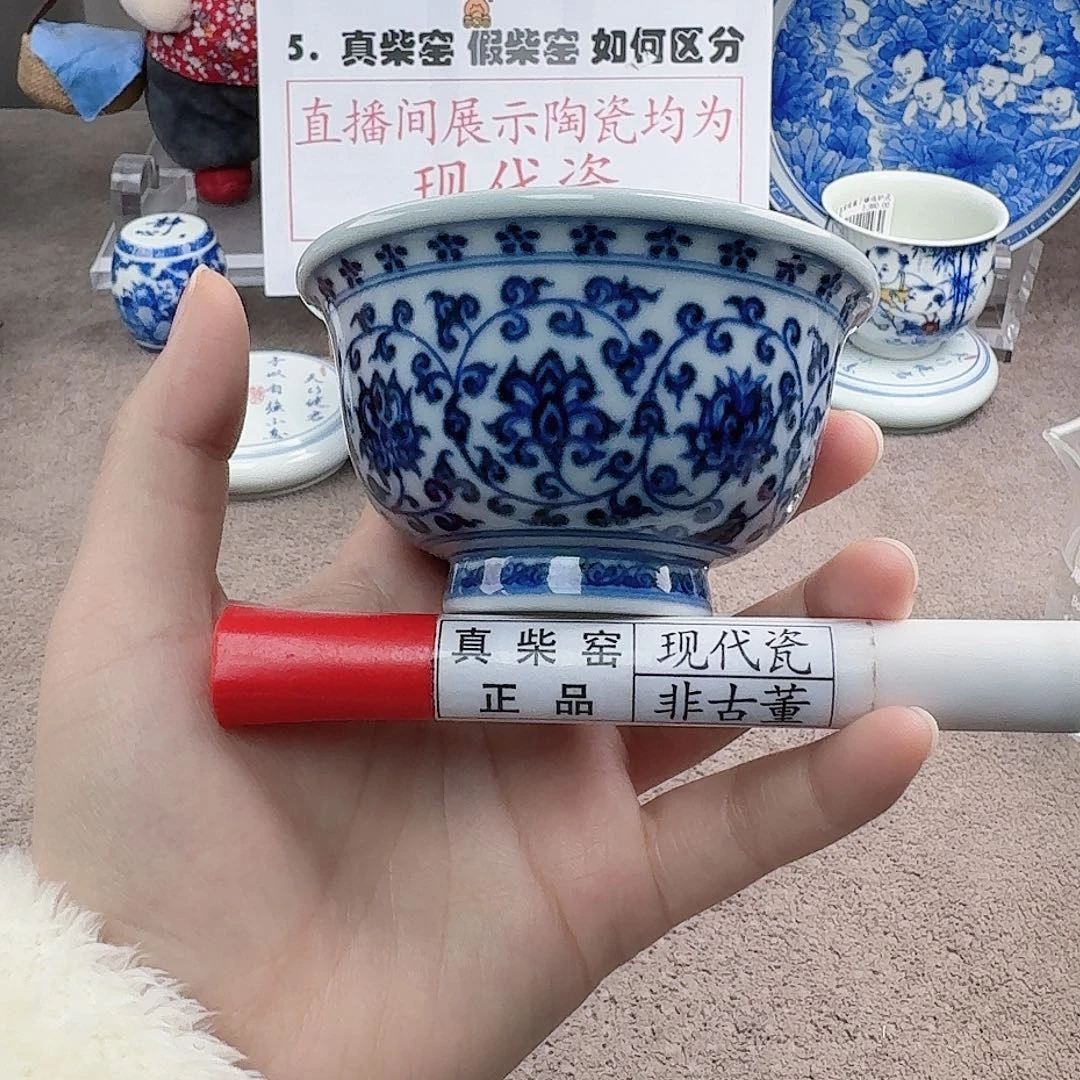 5. 真柴窑 假柴窑 如何区分
直播间展示陶瓷均为
现代瓷
真柴窑
正品
现代瓷
非古董